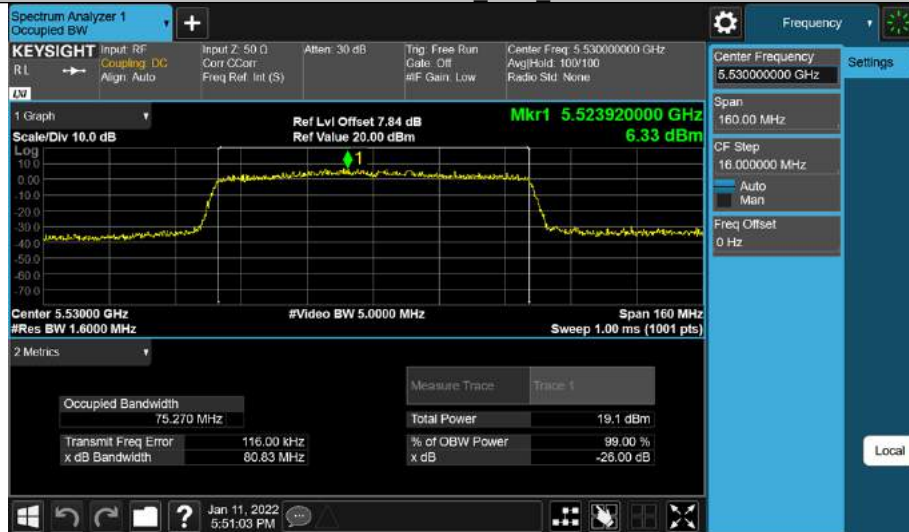 Spectrum Analyzer 1
Occupied BW
+
Frequency
KEYSIGHT
RL
LXI
Input: RF
Coupling: DC
Align: Auto
Input Z: 50 Ω
Corr CCorr
Freq Ref: Int (S)
Atten: 30 dB
Trig: Free Run
Gate: Off
#IF Gain: Low
Center Freq: 5.530000000 GHz
Avg|Hold: 100/100
Radio Std: None
Center Frequency
5.530000000 GHz
Settings
Span
160.00 MHz
CF Step
16.000000 MHz
Auto
Man
Freq Offset
0 Hz
Local
1 Graph
Scale/Div 10.0 dB
Ref Lvl Offset 7.84 dB
Ref Value 20.00 dBm
Mkr1 5.523920000 GHz
6.33 dBm
Log
10.0
0.00
-10.0
-20.0
-30.0
-40.0
-50.0
-60.0
-70.0
1
Center 5.53000 GHz
#Res BW 1.6000 MHz
#Video BW 5.0000 MHz
Span 160 MHz
Sweep 1.00 ms (1001 pts)
2 Metrics
Measure Trace
Trace 1
Occupied Bandwidth
75.270 MHz
Total Power
19.1 dBm
Transmit Freq Error
116.00 kHz
% of OBW Power
99.00 %
x dB Bandwidth
80.83 MHz
x dB
-26.00 dB
?
Jan 11, 2022
5:51:03 PM